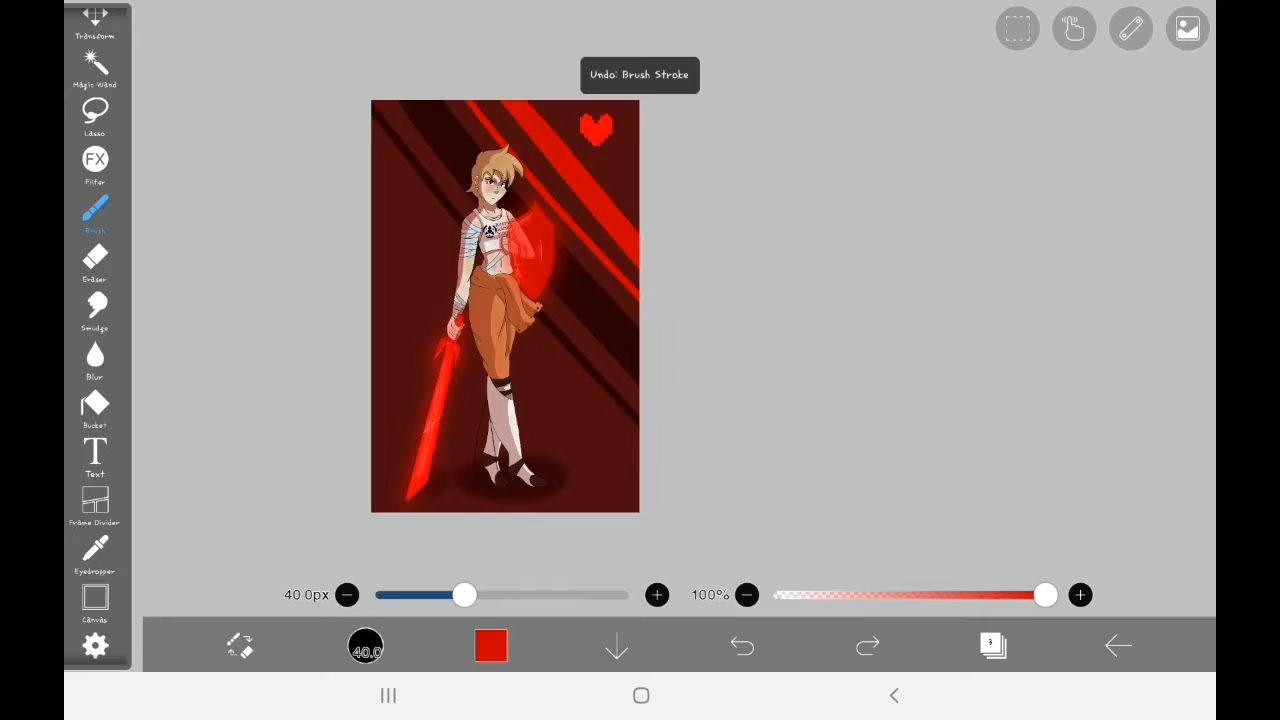 Transform
Undo: Brush Stroke
Magic Wand
Lasso
FX
Filter
Brush
Eraser
Smudge
Blur
Bucket
T
Text
Frame Divider
Eyedropper
Canvas
40.0px
100%
40.0
3